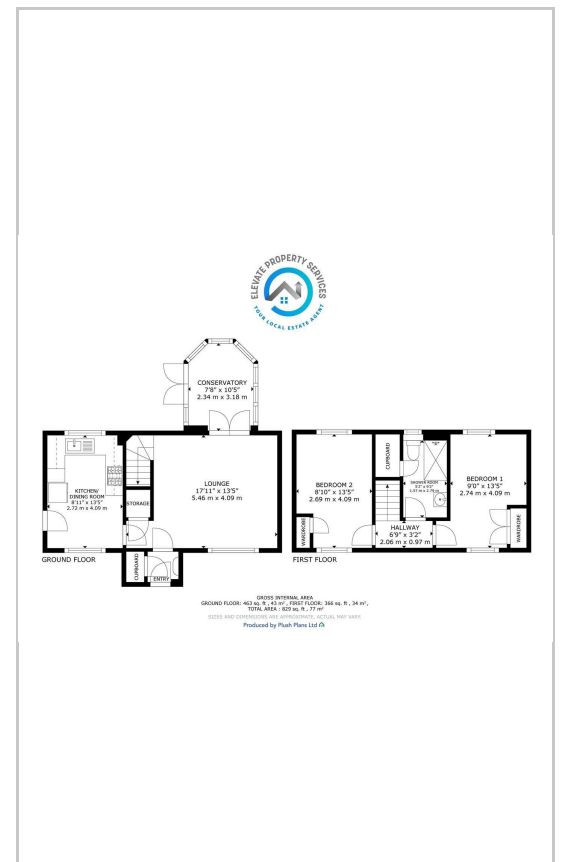 ELEVATE PROPERTY SERVICES
YOUR LOCAL ESTATE AGENT
CONSERVATORY
7'8" x 10'5"
2.34 m x 3.18 m
KITCHEN/
DINING ROOM
8'11" x 13'5"
2.72 m x 4.09 m
STORAGE
LOUNGE
17'11" x 13'5"
5.46 m x 4.09 m
CUPBOARD
ENTRY
GROUND FLOOR
BEDROOM 2
8'10" x 13'5"
2.69 m x 4.09 m
WARDROBE
CUPBOARD
SHOWER ROOM
HALLWAY
6'9" x 3'2"
2.06 m x 0.97 m
BEDROOM 1
9'0" x 13'5"
2.74 m x 4.09 m
WARDROBE
FIRST FLOOR
GROSS INTERNAL AREA
GROUND FLOOR: 463 sq. ft , 43 m², FIRST FLOOR: 366 sq. ft , 34 m²,
TOTAL AREA : 829 sq. ft , 77 m²
SIZES AND DIMENSIONS ARE APPROXIMATE, ACTUAL MAY VARY.
Produced by Plush Plans Ltd